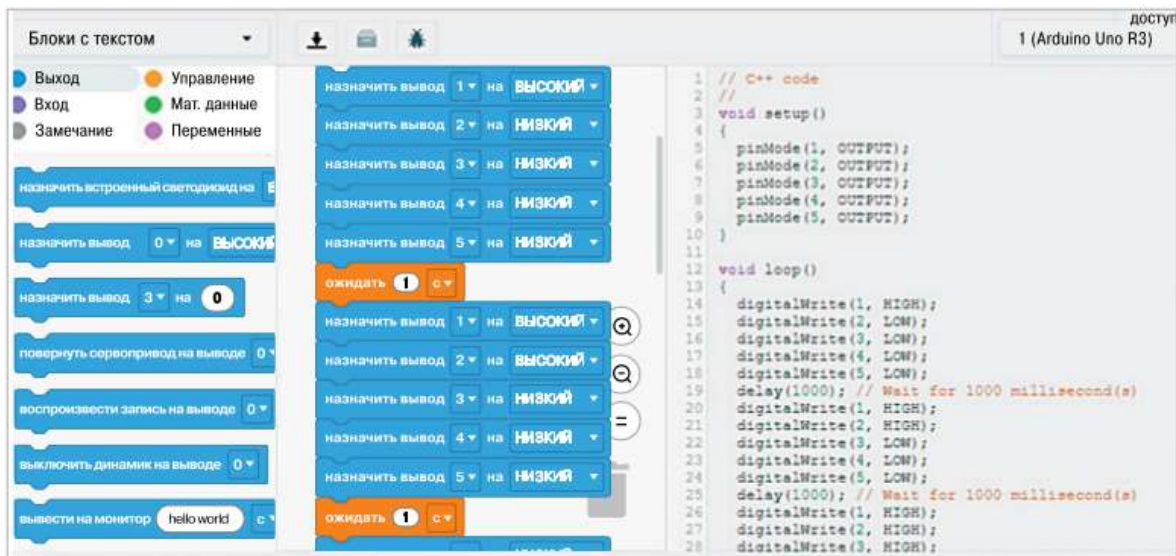 доступ
Блоки с текстом
1 (Arduino Uno R3)
Выход Управление
Вход Мат. данные
Замечание Переменные
назначить встроенный светодиоид на
назначить вывод 0 на ВЫСОКИЙ
назначить вывод 3 на 0
повернуть сервопривод на выводе 0
воспроизвести запись на выводе 0
выключить динамик на выводе 0
вывести на монитор hello world с
назначить вывод 1 на ВЫСОКИЙ
назначить вывод 2 на НИЗКИЙ
назначить вывод 3 на НИЗКИЙ
назначить вывод 4 на НИЗКИЙ
назначить вывод 5 на НИЗКИЙ
ожидать 1 с
назначить вывод 1 на ВЫСОКИЙ
назначить вывод 2 на ВЫСОКИЙ
назначить вывод 3 на НИЗКИЙ
назначить вывод 4 на НИЗКИЙ
назначить вывод 5 на НИЗКИЙ
ожидать 1 с
=
1 // C++ code
2 //
3 void setup()
4 {
5 pinMode(1, OUTPUT);
6 pinMode(2, OUTPUT);
7 pinMode(3, OUTPUT);
8 pinMode(4, OUTPUT);
9 pinMode(5, OUTPUT);
10 }
11
12 void loop()
13 {
14 digitalWrite(1, HIGH);
15 digitalWrite(2, LOW);
16 digitalWrite(3, LOW);
17 digitalWrite(4, LOW);
18 digitalWrite(5, LOW);
19 delay(1000); // Wait for 1000 millisecond(s)
20 digitalWrite(1, HIGH);
21 digitalWrite(2, HIGH);
22 digitalWrite(3, LOW);
23 digitalWrite(4, LOW);
24 digitalWrite(5, LOW);
25 delay(1000); // Wait for 1000 millisecond(s)
26 digitalWrite(1, HIGH);
27 digitalWrite(2, HIGH);
28 digitalWrite(3, HIGH);